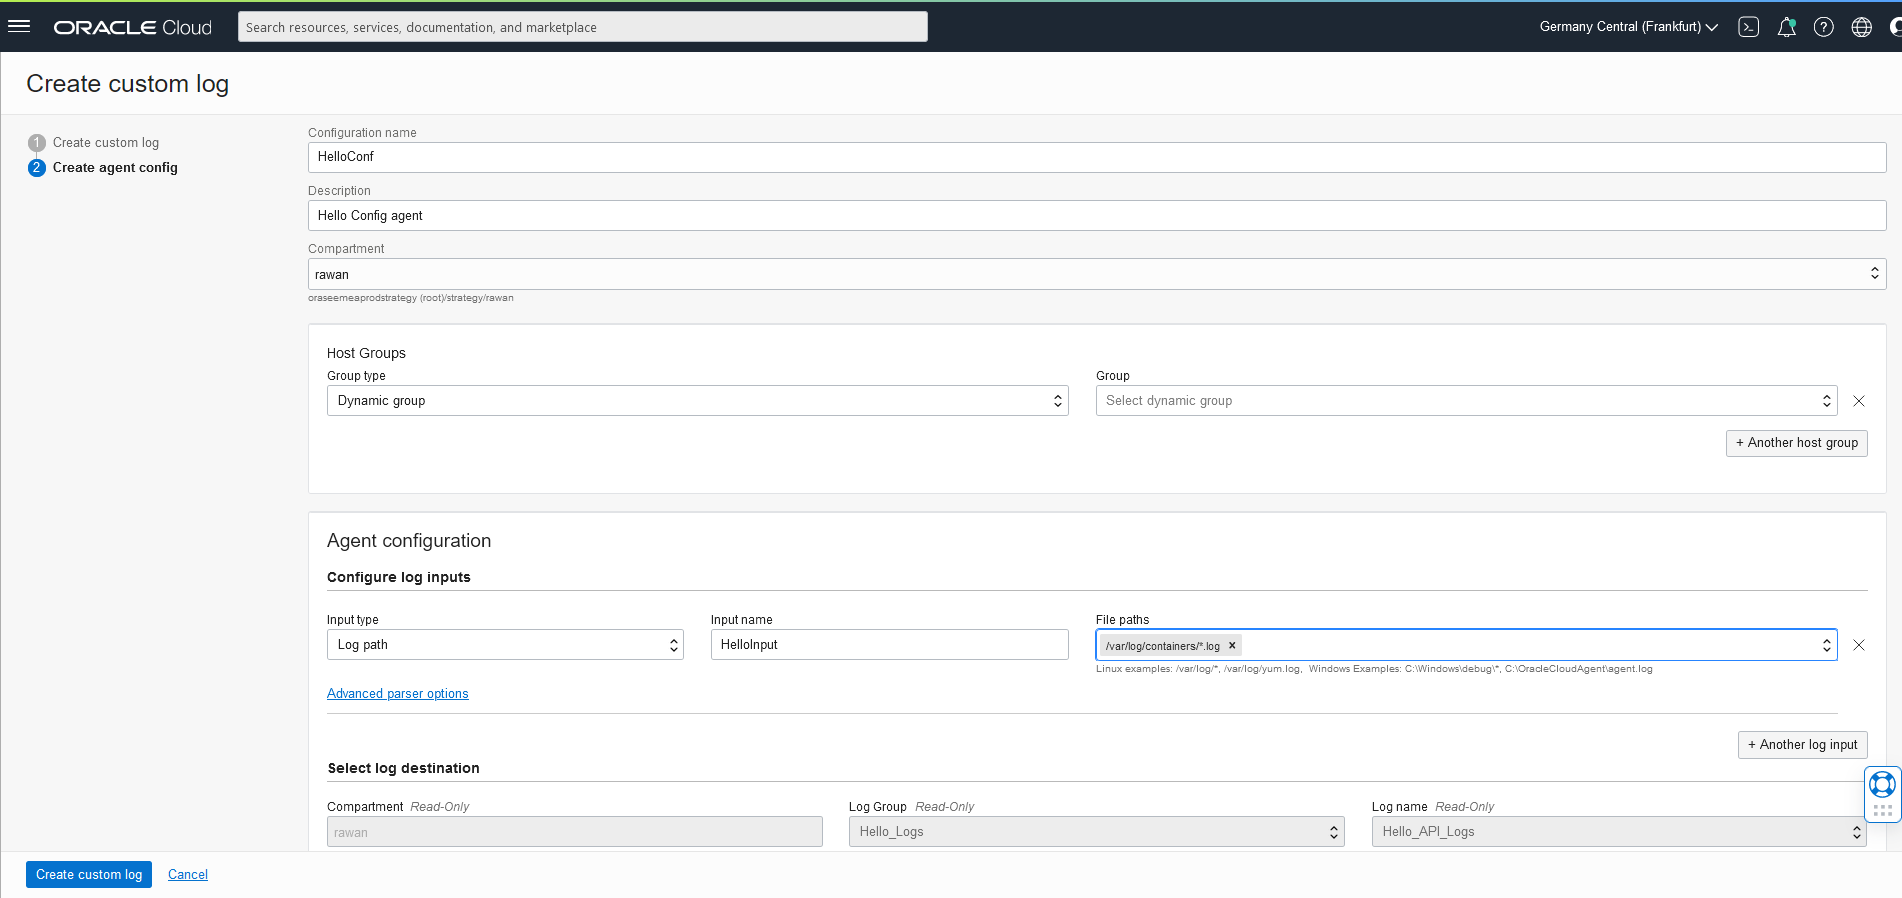 ORACLE Cloud
Search resources, services, documentation, and marketplace
Germany Central (Frankfurt)
Create custom log
1 Create custom log
2 Create agent config
Configuration name
HelloConf
Description
Hello Config agent
Compartment
rawan
oraseemeaprodstrategy (root)/strategy/rawan
Host Groups
Group type
Group
Dynamic group
Select dynamic group
+ Another host group
Agent configuration
Configure log inputs
Input type
Input name
File paths
Log path
HelloInput
/var/log/containers/*.log ×
Linux examples: /var/log/*, /var/log/yum.log, Windows Examples: C:\Windows\debug\*, C:\OracleCloudAgent\agent.log
Advanced parser options
+ Another log input
Select log destination
Compartment Read-Only
Log Group Read-Only
Log name Read-Only
rawan
Hello_Logs
Hello_API_Logs
Create custom log
Cancel